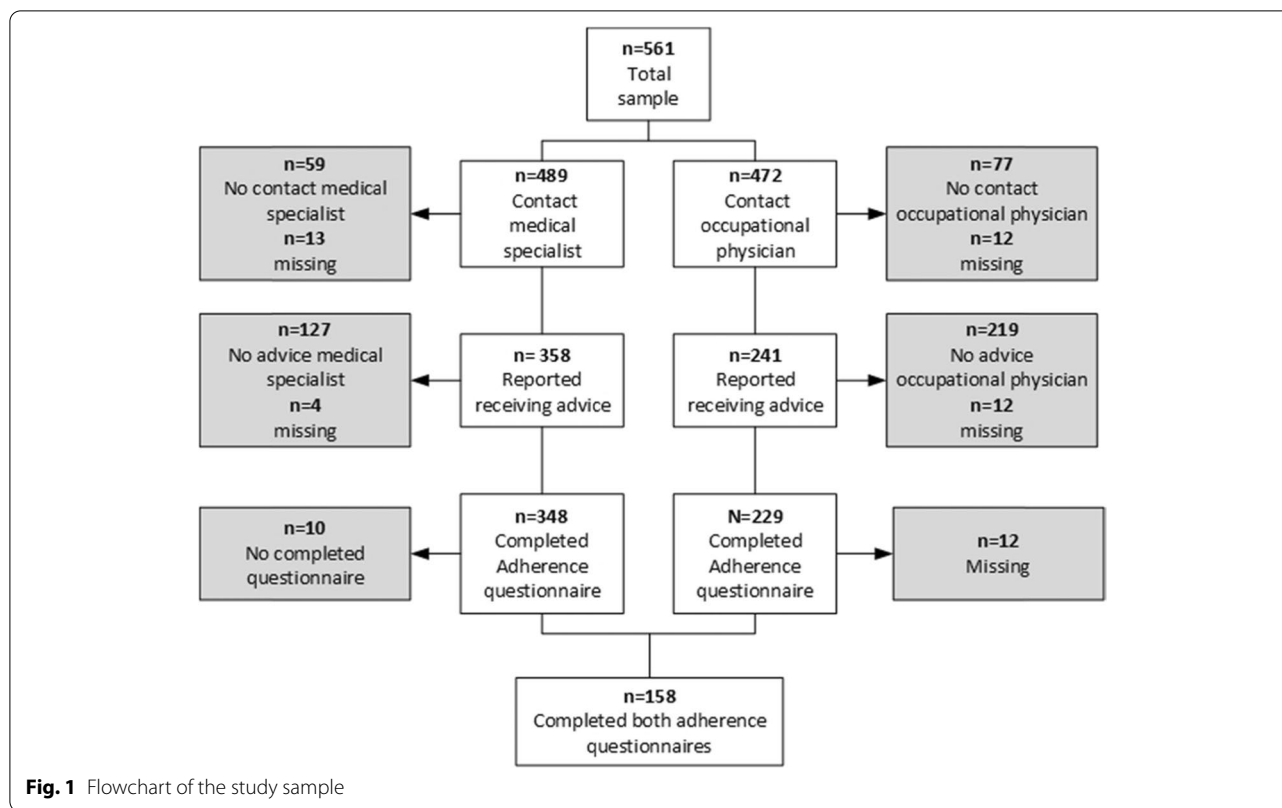 n=561
Total
sample
n=59
No contact medical
specialist
n=13
missing
n=489
Contact
medical
specialist
n=472
Contact
occupational
physician
n=77
No contact
occupational physician
n=12
missing
n=127
No advice medical
specialist
n=4
missing
n= 358
Reported
receiving advice
n=241
Reported
receiving advice
n=219
No advice
occupational physician
n=12
missing
n=10
No completed
questionnaire
n=348
Completed
Adherence
questionnaire
N=229
Completed
Adherence
questionnaire
n=12
Missing
n=158
Completed both adherence
questionnaires
Fig. 1 Flowchart of the study sample